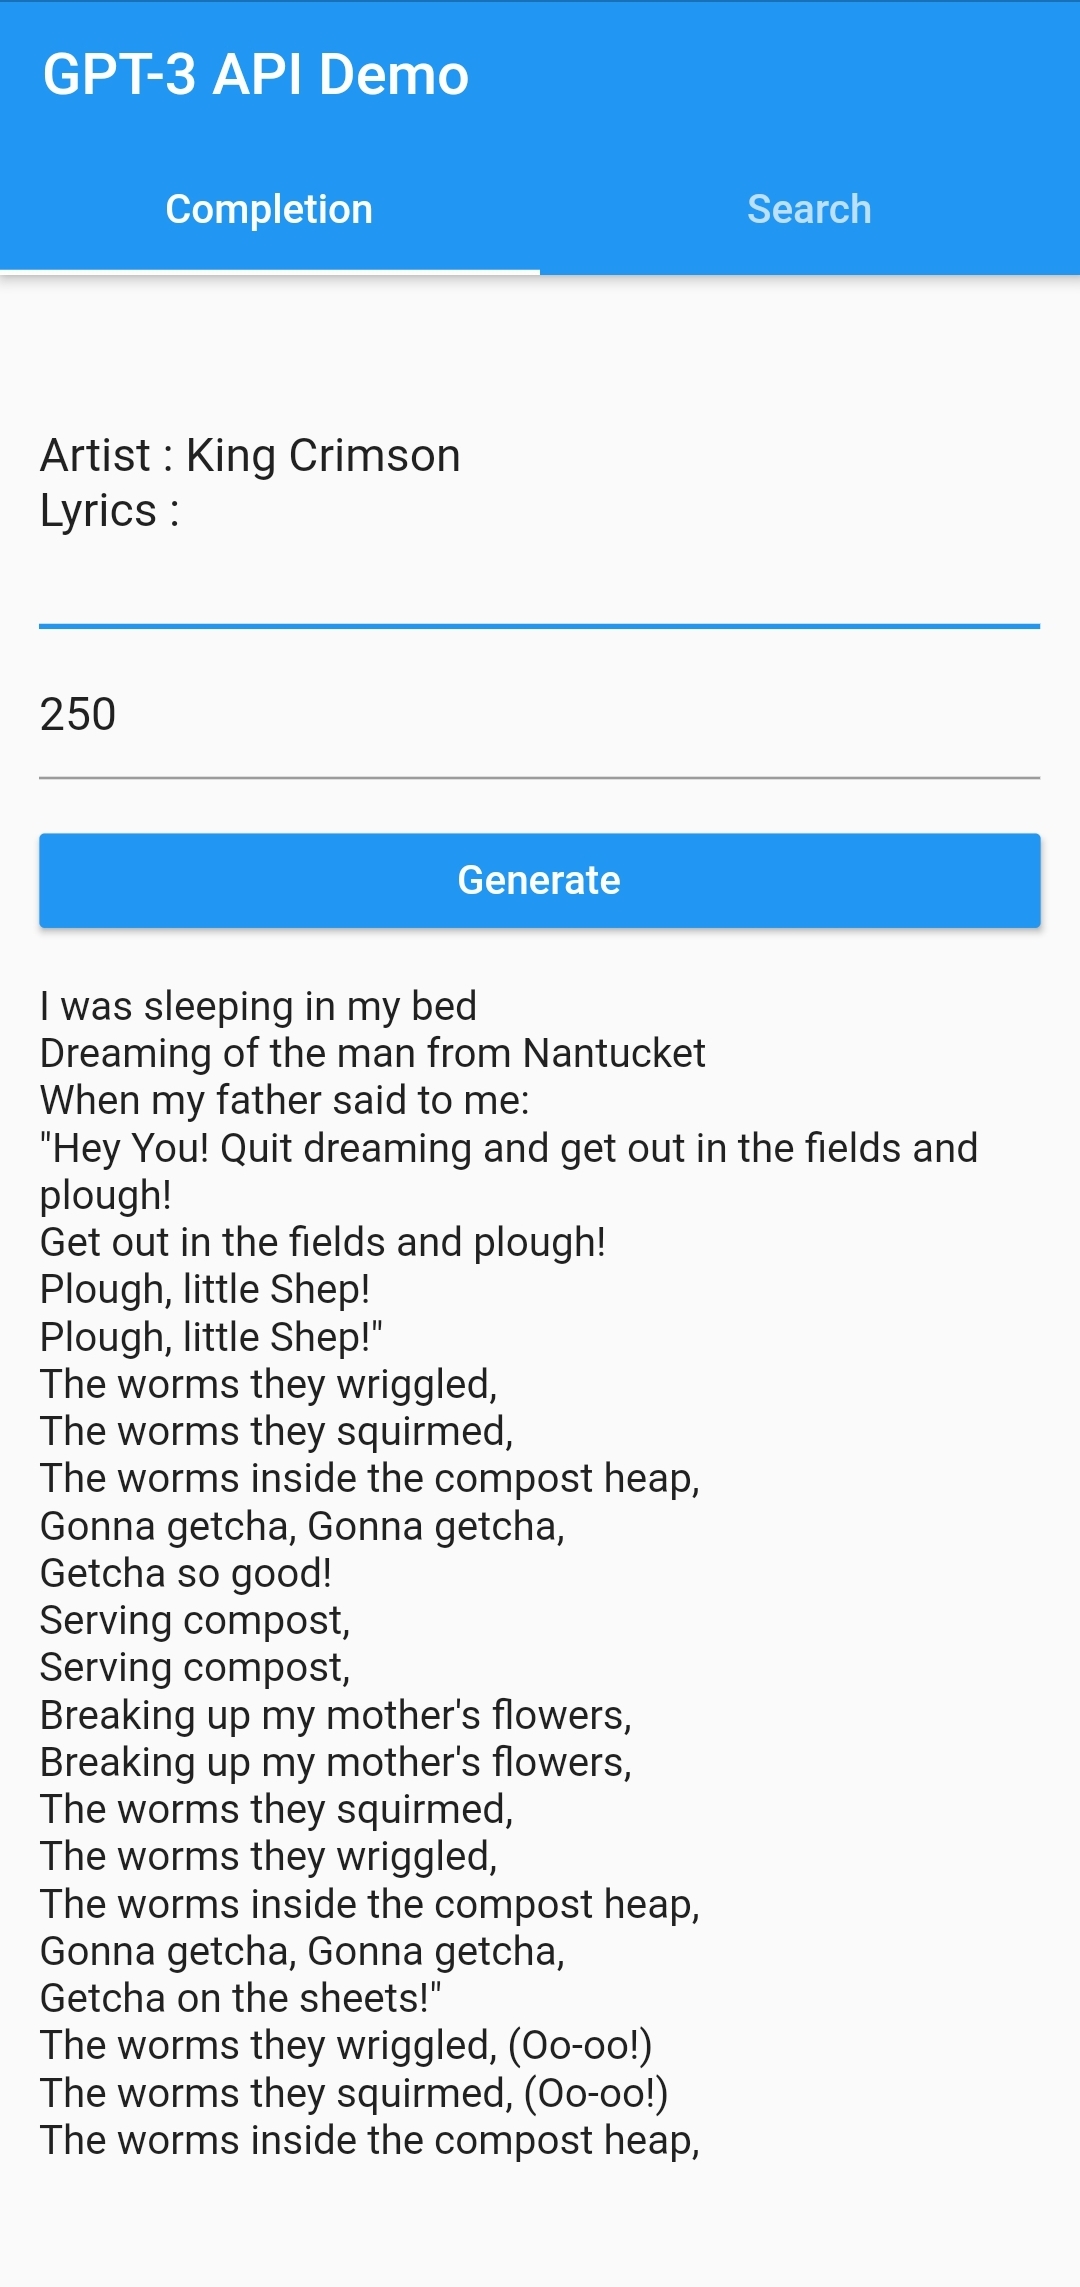 GPT-3 API Demo
Completion
Search
Artist : King Crimson
Lyrics :
250
Generate
I was sleeping in my bed
Dreaming of the man from Nantucket
When my father said to me:
"Hey You! Quit dreaming and get out in the fields and
plough!
Get out in the fields and plough!
Plough, little Shep!
Plough, little Shep!"
The worms they wriggled,
The worms they squirmed,
The worms inside the compost heap,
Gonna getcha, Gonna getcha,
Getcha so good!
Serving compost,
Serving compost,
Breaking up my mother's flowers,
Breaking up my mother's flowers,
The worms they squirmed,
The worms they wriggled,
The worms inside the compost heap,
Gonna getcha, Gonna getcha,
Getcha on the sheets!"
The worms they wriggled, (Oo-oo!)
The worms they squirmed, (Oo-oo!)
The worms inside the compost heap,